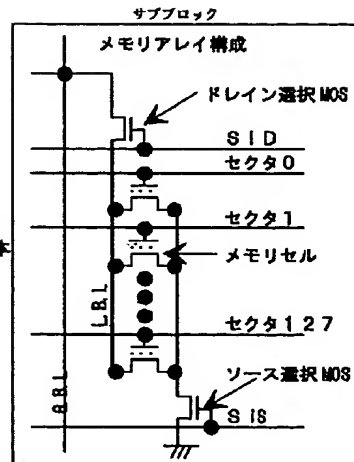 サブブロック
メモリアレイ構成
ドレイン選択MOS
SID
セクタ0
セクタ1
メモリセル
L.B.L
セクタ127
ソース選択MOS
SiS